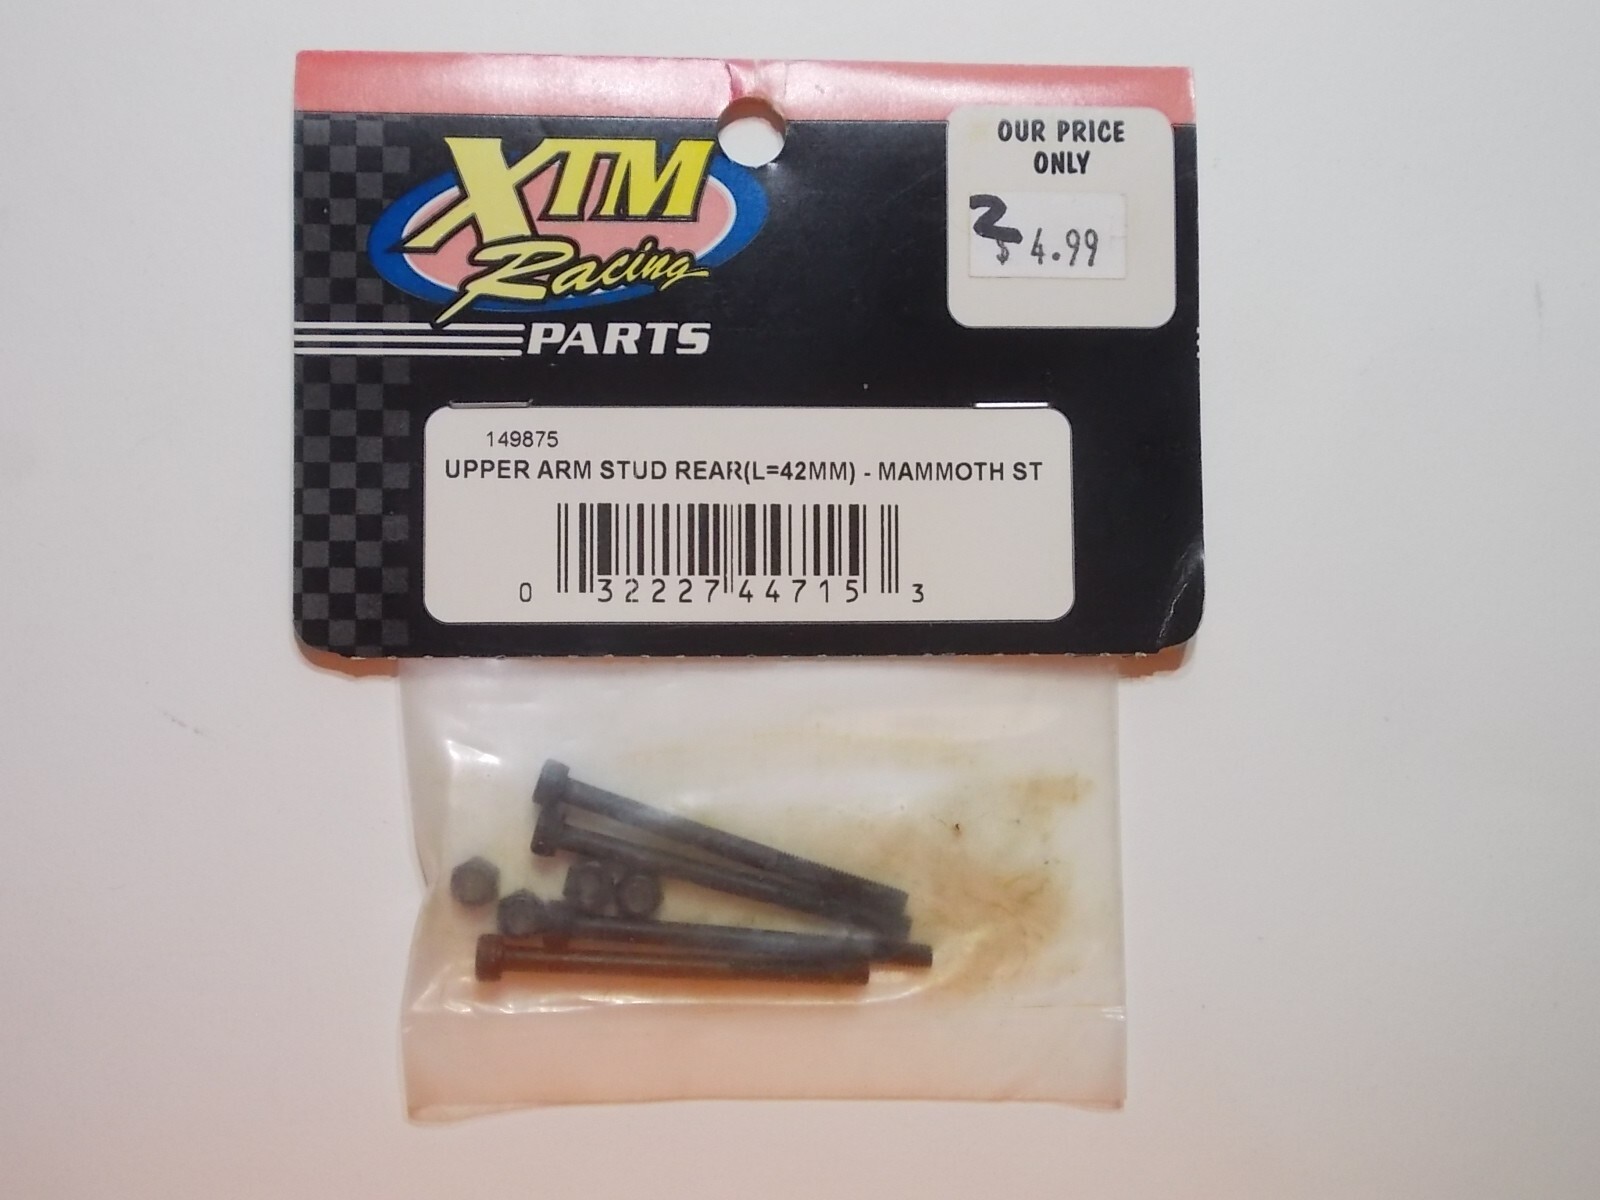 XTM
Racing
PARTS
OUR PRICE
ONLY
2
$ 4.99
149875
UPPER ARM STUD REAR(L=42MM) - MAMMOTH ST
0 32227 44715 3